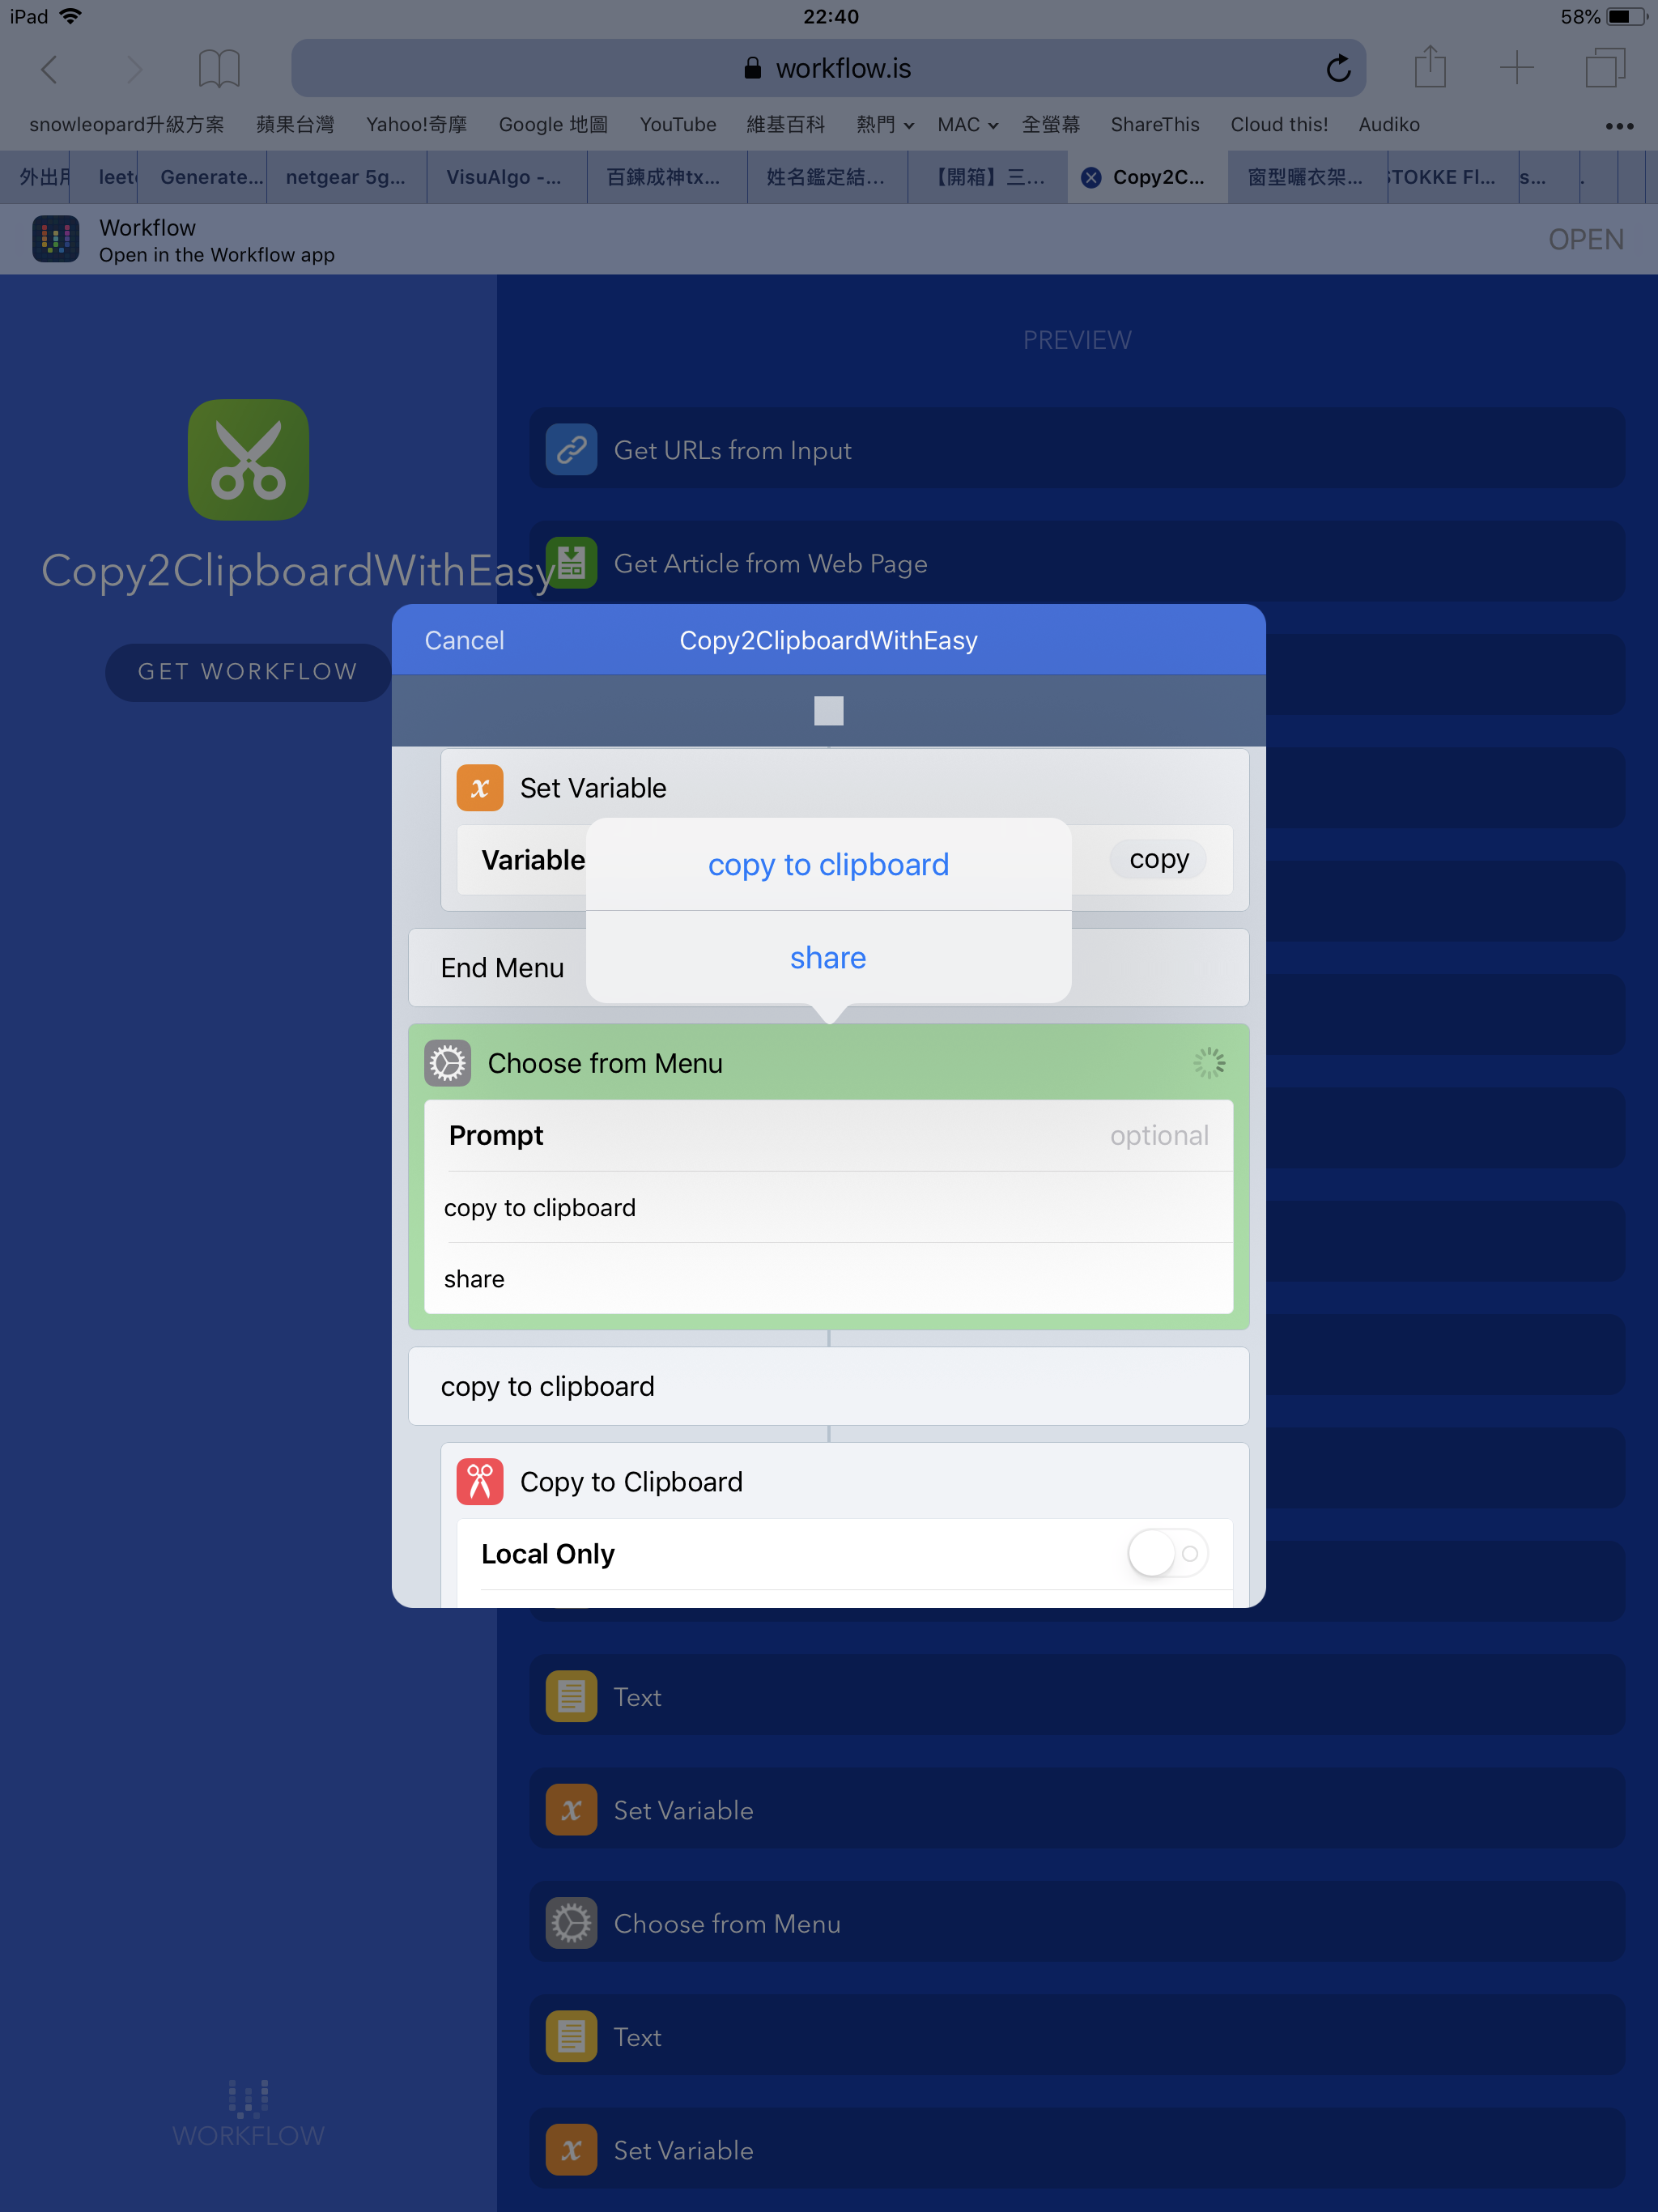 iPad 22:40 58%
workflow.is
snowleopard升級方案 蘋果台灣 Yahoo!奇摩 Google 地圖 YouTube 維基百科 熱門 MAC 全螢幕 ShareThis Cloud this! Audiko
外出 leet Generate... netgear 5g... VisuAlgo -... 百鍊成神tx... 姓名鑑定結... 【開箱】三... Copy2C... 窗型曬衣架... STOKKE Fl... s...
Workflow
Open in the Workflow app
OPEN
PREVIEW
Get URLs from Input
Get Article from Web Page
Copy2ClipboardWithEasy
GET WORKFLOW
Cancel Copy2ClipboardWithEasy
Set Variable
Variable copy
copy to clipboard
share
End Menu
Choose from Menu
Prompt optional
copy to clipboard
share
copy to clipboard
Copy to Clipboard
Local Only
Text
Set Variable
Choose from Menu
Text
Set Variable
WORKFLOW